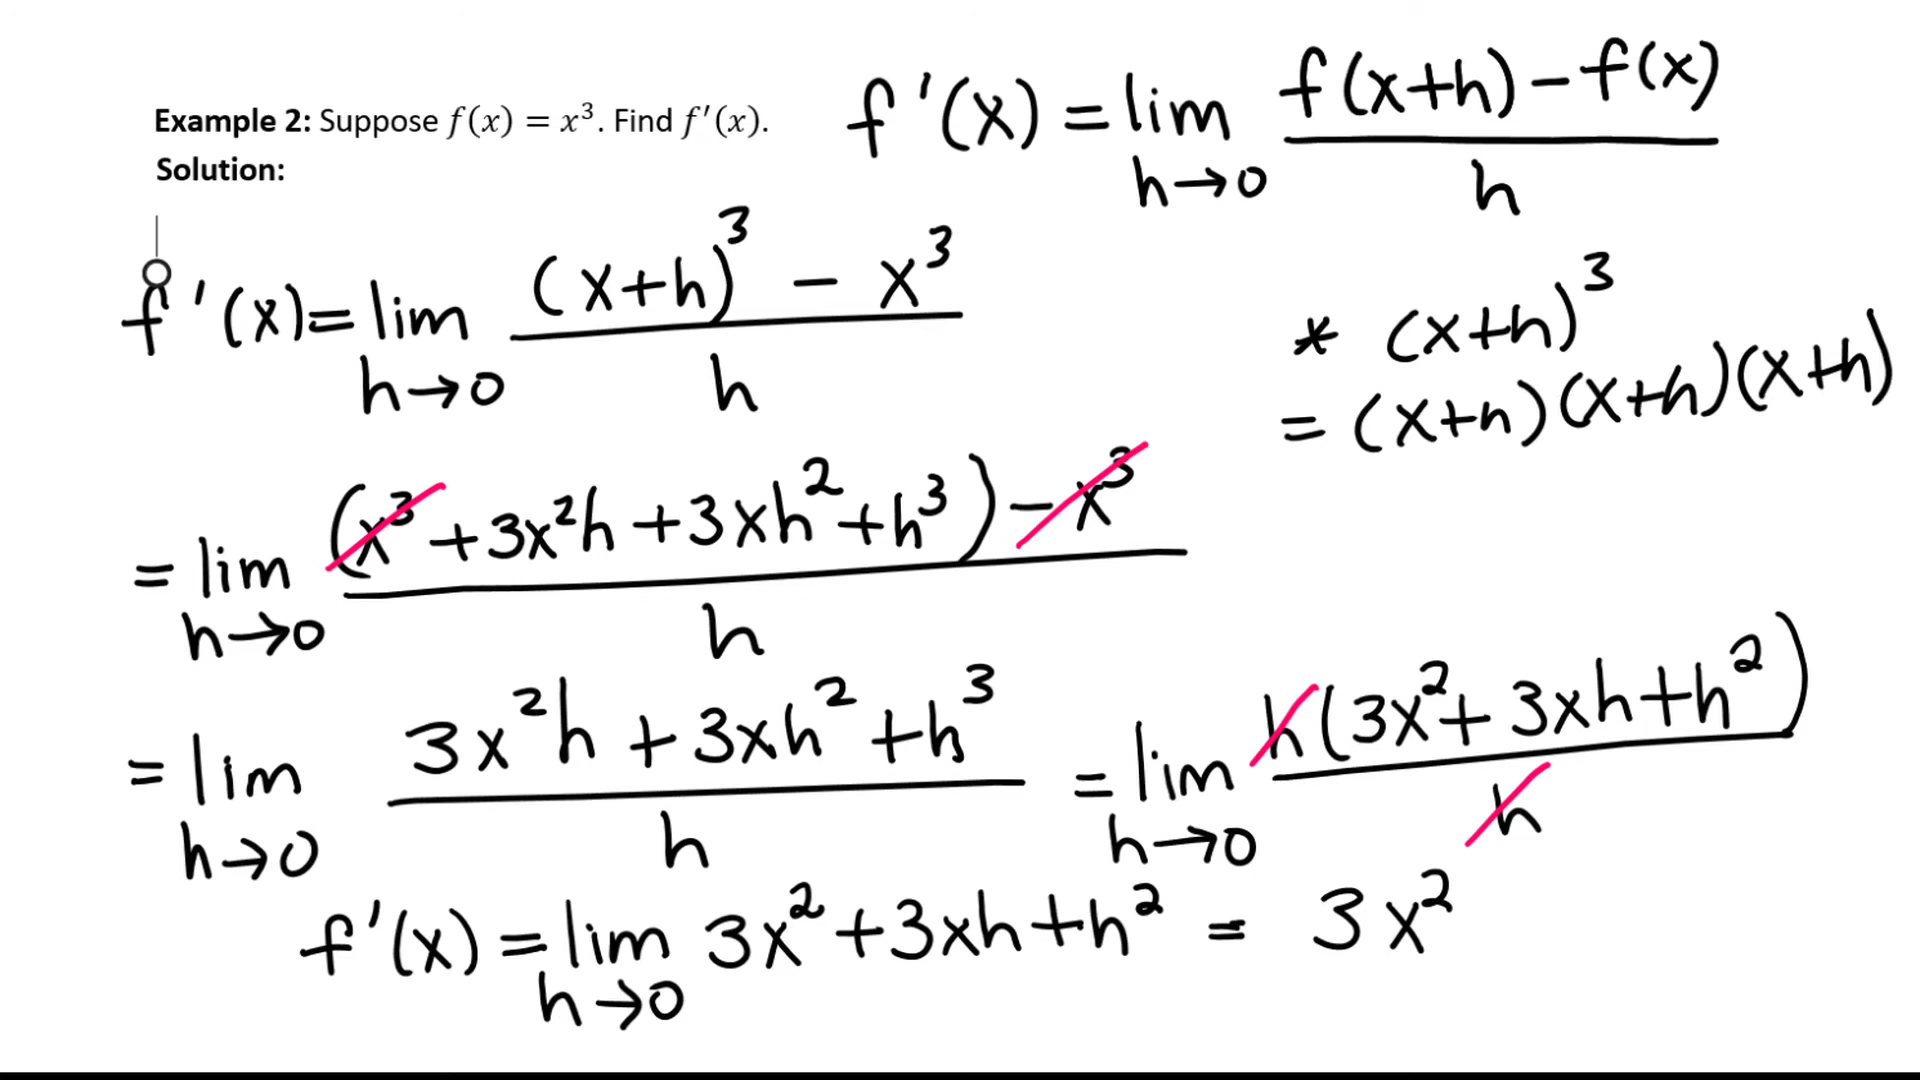 Example 2: Suppose f(x) = x³. Find f′(x).
Solution:
f'(x) = lim h→0 (f(x+h) − f(x)) / h
f'(x) = lim h→0 ((x+h)³ − x³) / h
* (x+h)³
= (x+h)(x+h)(x+h)
= lim h→0 ((x³ + 3x²h + 3xh² + h³) − x³) / h
= lim h→0 (3x²h + 3xh² + h³) / h = lim h→0 h(3x² + 3xh + h²) / h
f'(x) = lim h→0 3x² + 3xh + h² = 3x²